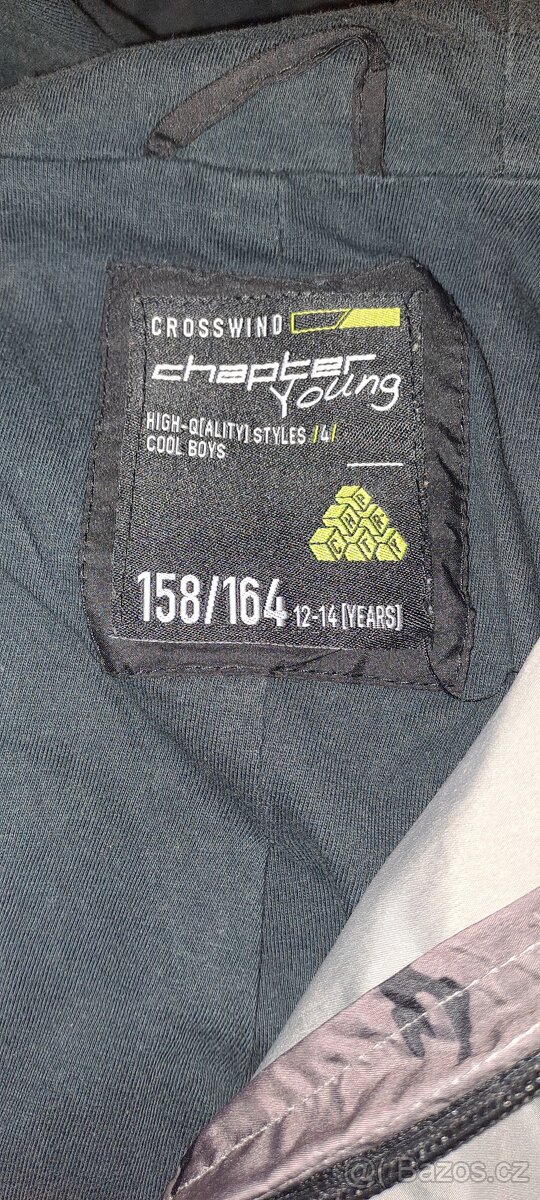 CROSSWIND
chapter
Young
HIGH-Q[ALITY] STYLES /4/
COOL BOYS
158/164 12-14 [YEARS]
Bazos.cz